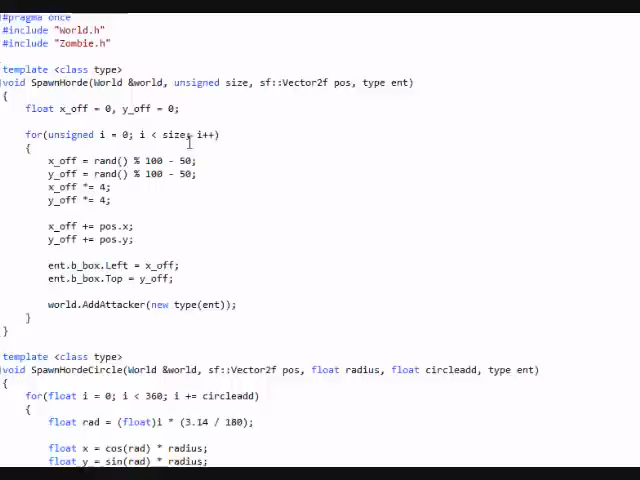 #pragma once
#include "World.h"
#include "Zombie.h"
template <class type>
void SpawnHorde(World &world, unsigned size, sf::Vector2f pos, type ent)
{
float x_off = 0, y_off = 0;
for(unsigned i = 0; i < size; i++)
{
x_off = rand() % 100 - 50;
y_off = rand() % 100 - 50;
x_off *= 4;
y_off *= 4;
x_off += pos.x;
y_off += pos.y;
ent.b_box.Left = x_off;
ent.b_box.Top = y_off;
world.AddAttacker(new type(ent));
}
}
template <class type>
void SpawnHordeCircle(World &world, sf::Vector2f pos, float radius, float circleadd, type ent)
{
for(float i = 0; i < 360; i += circleadd)
{
float rad = (float)i * (3.14 / 180);
float x = cos(rad) * radius;
float y = sin(rad) * radius;